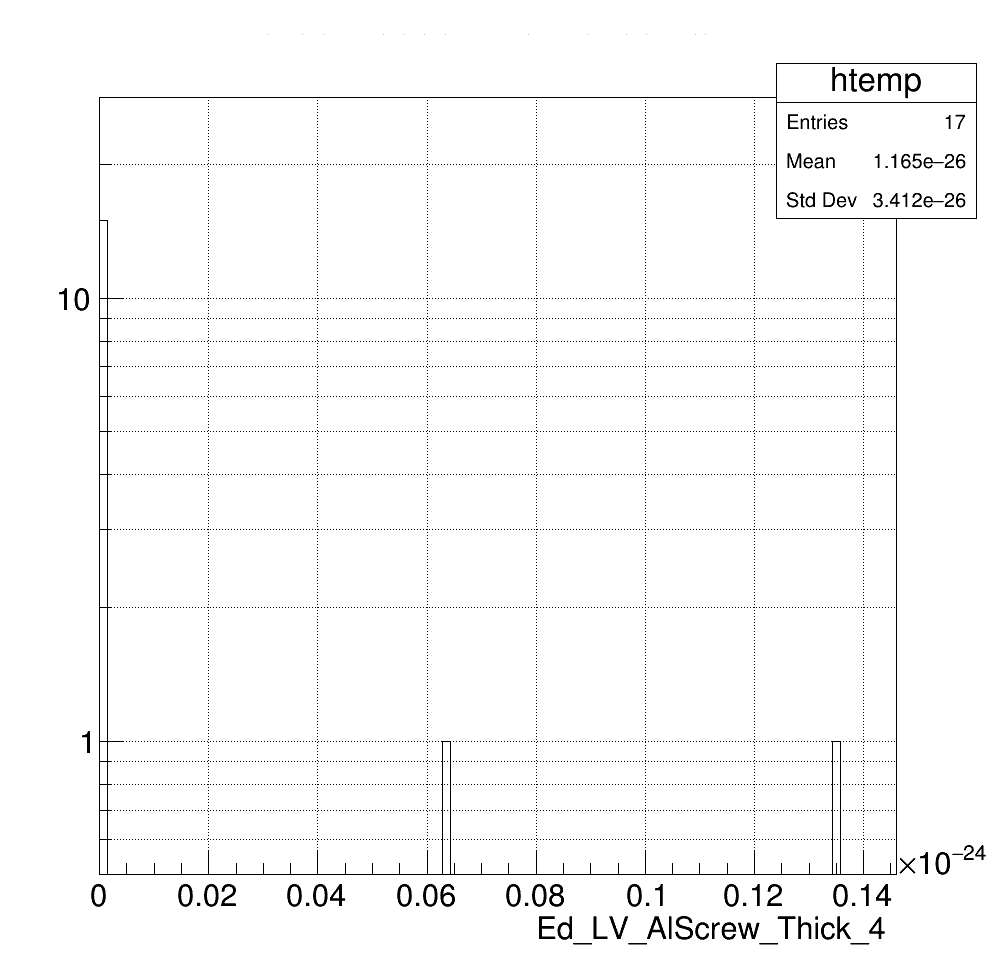 htemp
Entries 17
Mean 1.165e−26
Std Dev 3.412e−26
10
1
0 0.02 0.04 0.06 0.08 0.1 0.12 0.14
×10⁻²⁴
Ed_LV_AlScrew_Thick_4